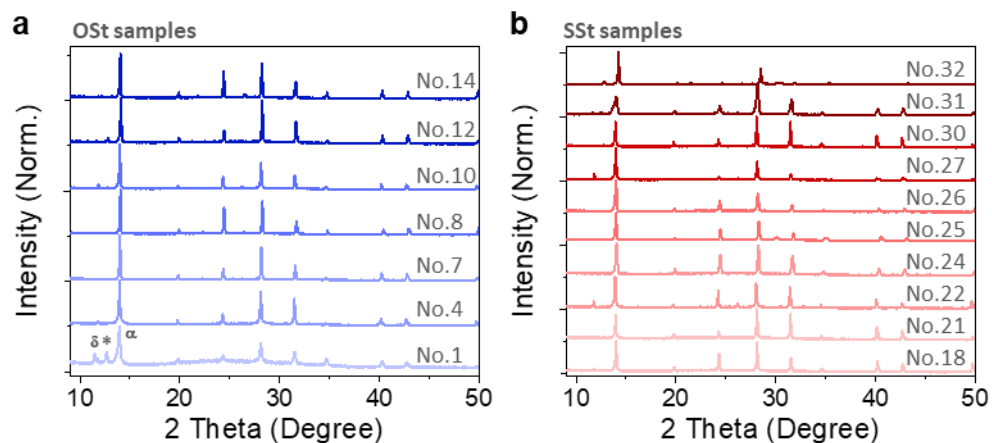 a
OSt samples
Intensity (Norm.)
No.14
No.12
No.10
No.8
No.7
No.4
No.1
δ * α
10 20 30 40 50
2 Theta (Degree)
b
SSt samples
Intensity (Norm.)
No.32
No.31
No.30
No.27
No.26
No.25
No.24
No.22
No.21
No.18
10 20 30 40 50
2 Theta (Degree)